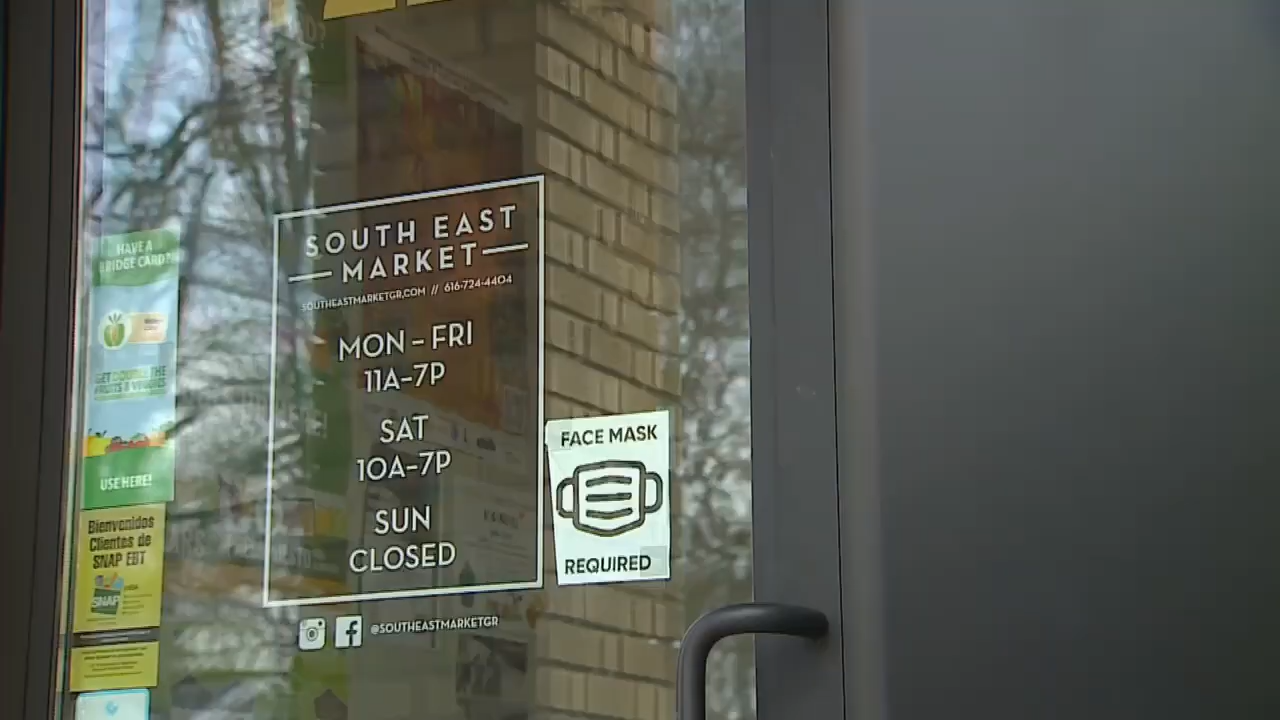 SOUTH EAST
MARKET
SOUTHEASTMARKETGR.COM // 616-724-4404
MON – FRI
11A–7P
SAT
10A–7P
SUN
CLOSED
@SOUTHEASTMARKETGR
FACE MASK
REQUIRED
HAVE A
BRIDGE CARD?
GET DOUBLE THE
FRUITS & VEGGIES
USE HERE!
Bienvenidos
Clientes de
SNAP EBT
SNAP